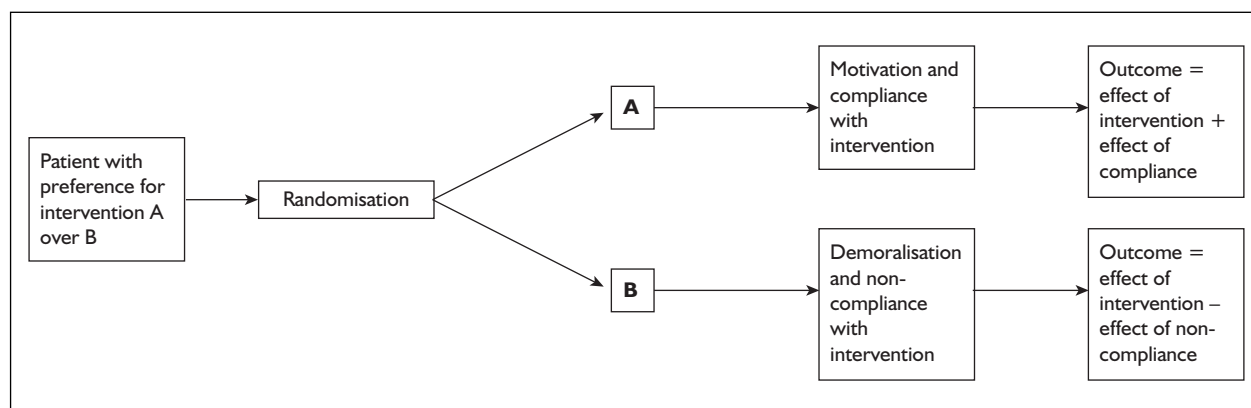 Patient with
preference for
intervention A
over B
Randomisation
A
Motivation and
compliance
with
intervention
Outcome =
effect of
intervention +
effect of
compliance
B
Demoralisation
and non-
compliance
with
intervention
Outcome =
effect of
intervention –
effect of non-
compliance